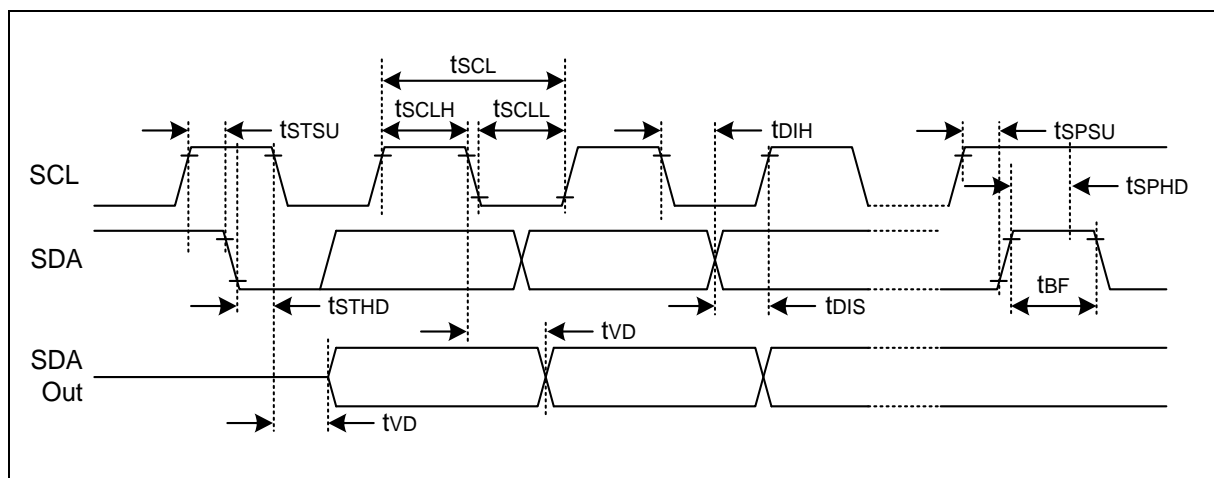 tSCL
tSCLH tSCLL
tSTSU tDIH tSPSU
SCL
tSPHD
SDA
tBF
tSTHD tDIS
tVD
SDA
Out
tVD